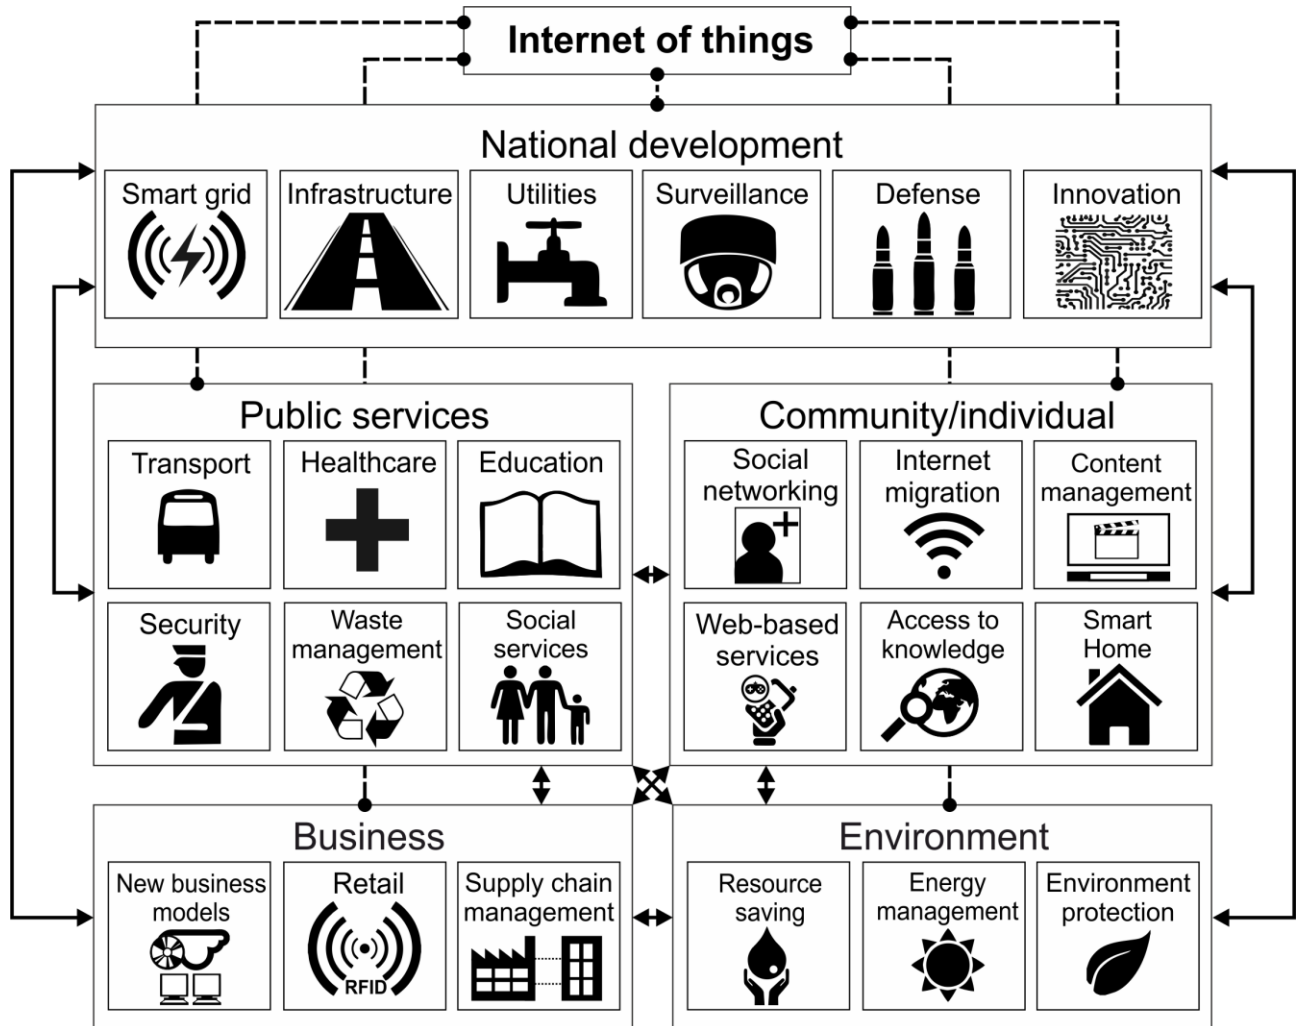 Internet of things
National development
Smart grid
Infrastructure
Utilities
Surveillance
Defense
Innovation
Public services
Transport
Healthcare
Education
Security
Waste
management
Social
services
Community/individual
Social
networking
Internet
migration
Content
management
Web-based
services
Access to
knowledge
Smart
Home
Business
New business
models
Retail
RFID
Supply chain
management
Environment
Resource
saving
Energy
management
Environment
protection